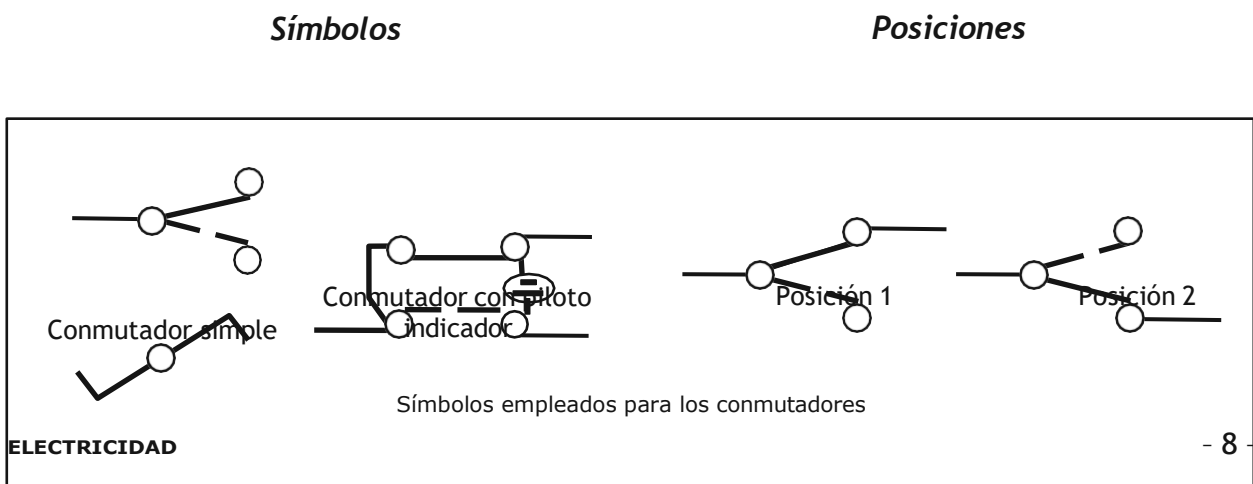 Símbolos
Posiciones
Conmutador simple
Conmutador con piloto
indicador
Posición 1
Posición 2
Símbolos empleados para los conmutadores
ELECTRICIDAD
- 8 -